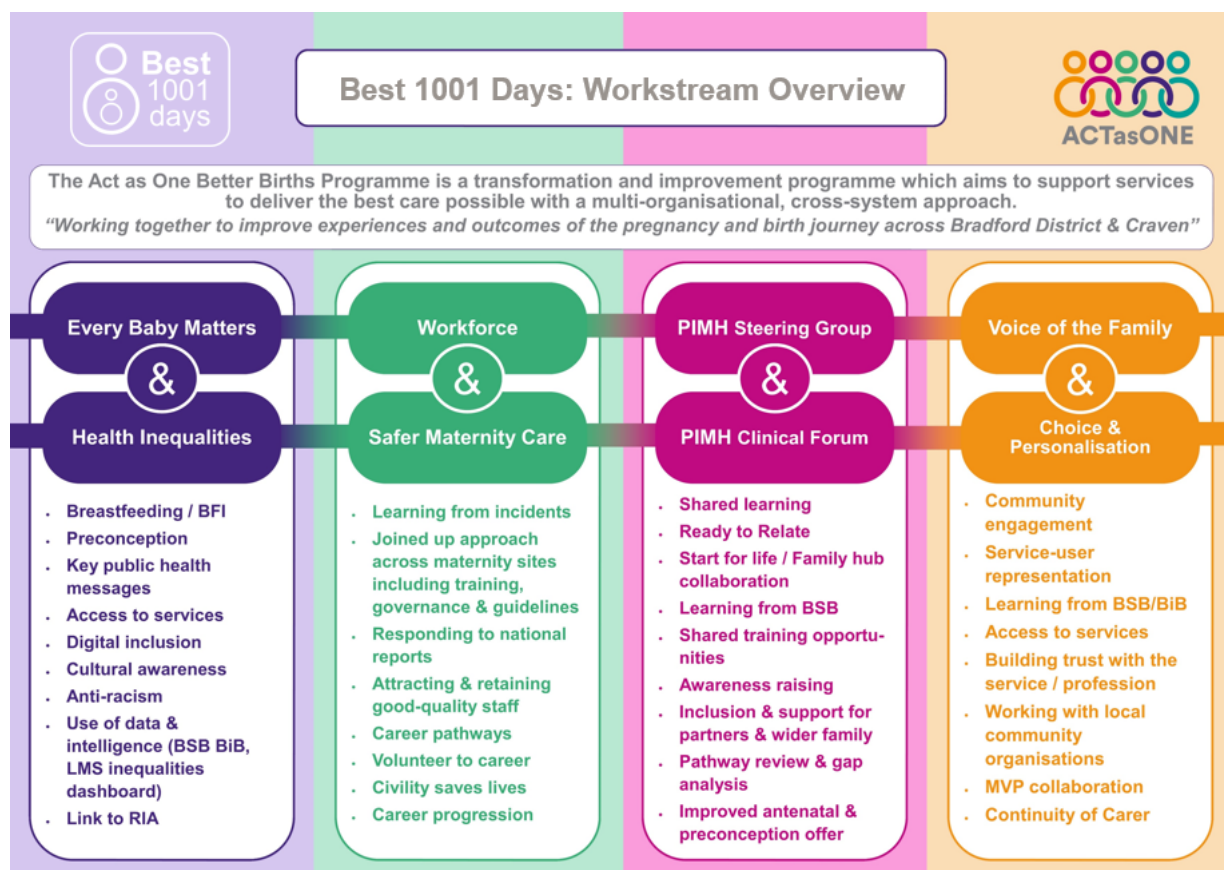 Best
1001
days
Best 1001 Days: Workstream Overview
ACTasONE
The Act as One Better Births Programme is a transformation and improvement programme which aims to support services
to deliver the best care possible with a multi-organisational, cross-system approach.
“Working together to improve experiences and outcomes of the pregnancy and birth journey across Bradford District & Craven”
Every Baby Matters
&
Health Inequalities
• Breastfeeding / BFI
• Preconception
• Key public health
messages
• Access to services
• Digital inclusion
• Cultural awareness
• Anti-racism
• Use of data &
intelligence (BSB BiB,
LMS inequalities
dashboard)
• Link to RIA
Workforce
&
Safer Maternity Care
• Learning from incidents
• Joined up approach
across maternity sites
including training,
governance & guidelines
• Responding to national
reports
• Attracting & retaining
good-quality staff
• Career pathways
• Volunteer to career
• Civility saves lives
• Career progression
PIMH Steering Group
&
PIMH Clinical Forum
• Shared learning
• Ready to Relate
• Start for life / Family hub
collaboration
• Learning from BSB
• Shared training opportu-
nities
• Awareness raising
• Inclusion & support for
partners & wider family
• Pathway review & gap
analysis
• Improved antenatal &
preconception offer
Voice of the Family
&
Choice &
Personalisation
• Community
engagement
• Service-user
representation
• Learning from BSB/BiB
• Access to services
• Building trust with the
service / profession
• Working with local
community
organisations
• MVP collaboration
• Continuity of Carer